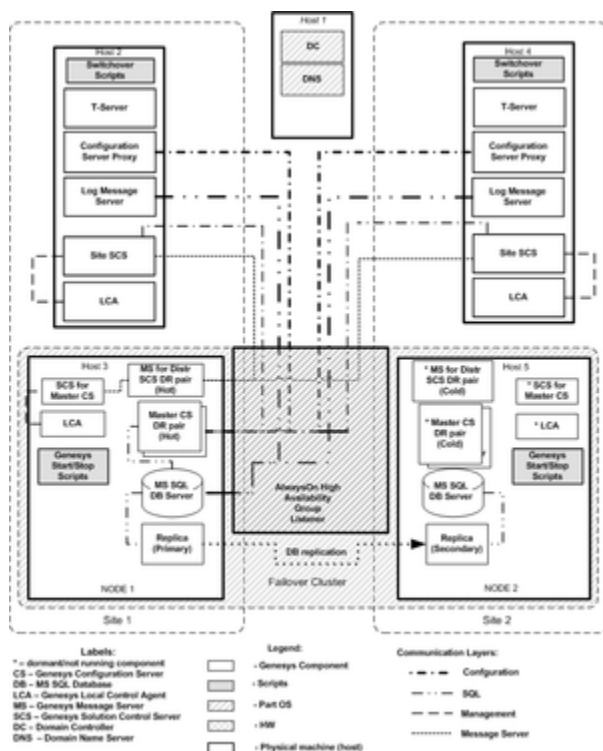 Host 1
DC
DNS
Host 2
Switchover
Scripts
T-Server
Configuration
Server Proxy
Log Message
Server
Site SCS
LCA
Host 4
Switchover
Scripts
T-Server
Configuration
Server Proxy
Log Message
Server
Site SCS
LCA
Host 3
SCS for
Master CS
MS for Distr
SCS DR pair
(Hot)
LCA
Master CS
DR pair
(Hot)
Genesys
Start/Stop
Scripts
MS SQL
DB Server
Replica
(Primary)
NODE 1
AlwaysOn High
Availability
Group
Listener
DB replication
Failover Cluster
Host 5
* MS for Distr
SCS DR pair
(Cold)
* SCS for
Master CS
* Master CS
DR pair
(Cold)
* LCA
MS SQL
DB Server
Genesys
Start/Stop
Scripts
Replica
(Secondary)
NODE 2
Site 1
Site 2
Labels:
* – dormant/not running component
CS – Genesys Configuration Server
DB – MS SQL Database
LCA – Genesys Local Control Agent
MS – Genesys Message Server
SCS – Genesys Solution Control Server
DC – Domain Controller
DNS – Domain Name Server
Legend:
- Genesys Component
- Scripts
- Part OS
- HW
- Physical machine (host)
Communication Layers:
Configuration
SQL
Management
Message Server